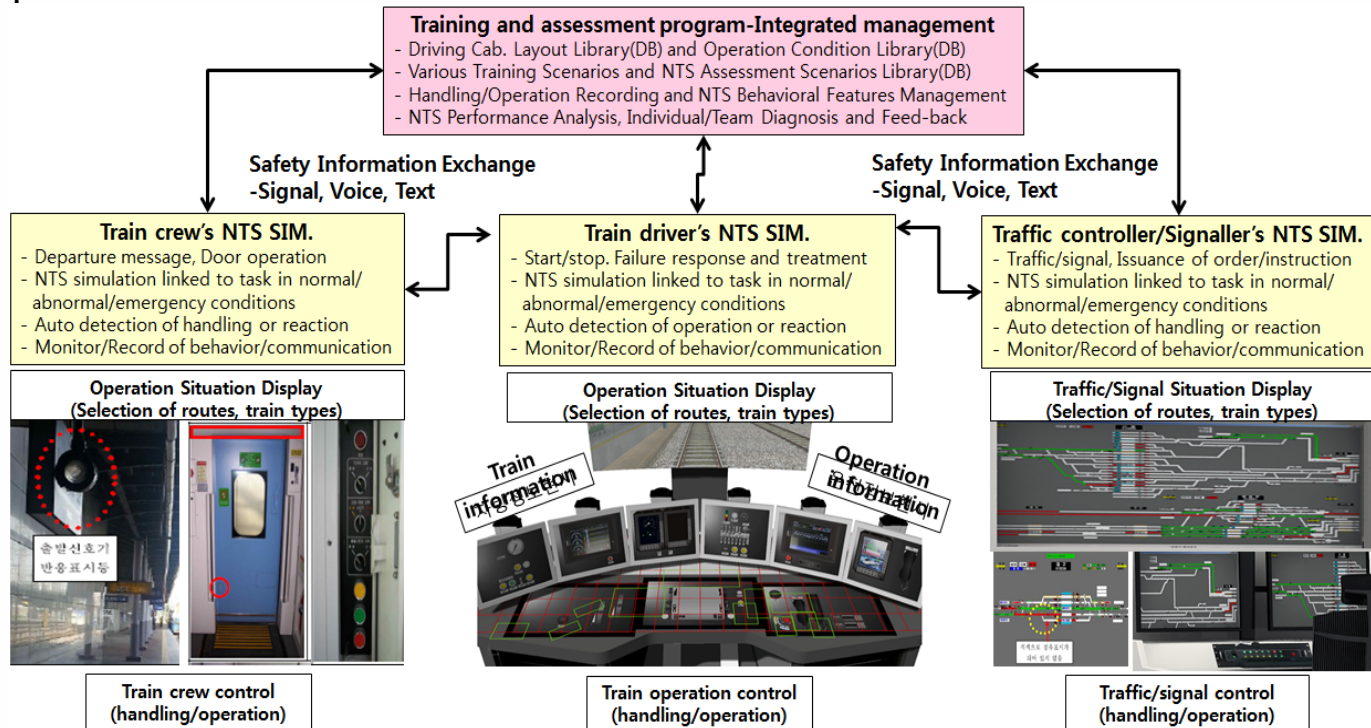 Training and assessment program-Integrated management
- Driving Cab. Layout Library(DB) and Operation Condition Library(DB)
- Various Training Scenarios and NTS Assessment Scenarios Library(DB)
- Handling/Operation Recording and NTS Behavioral Features Management
- NTS Performance Analysis, Individual/Team Diagnosis and Feed-back
Safety Information Exchange
-Signal, Voice, Text
Safety Information Exchange
-Signal, Voice, Text
Train crew's NTS SIM.
- Departure message, Door operation
- NTS simulation linked to task in normal/
abnormal/emergency conditions
- Auto detection of handling or reaction
- Monitor/Record of behavior/communication
Train driver's NTS SIM.
- Start/stop. Failure response and treatment
- NTS simulation linked to task in normal/
abnormal/emergency conditions
- Auto detection of operation or reaction
- Monitor/Record of behavior/communication
Traffic controller/Signaller's NTS SIM.
- Traffic/signal, Issuance of order/instruction
- NTS simulation linked to task in normal/
abnormal/emergency conditions
- Auto detection of handling or reaction
- Monitor/Record of behavior/communication
Operation Situation Display
(Selection of routes, train types)
Operation Situation Display
(Selection of routes, train types)
Traffic/Signal Situation Display
(Selection of routes, train types)
출발신호기
반응표시등
Train
information
Operation
information
Train crew control
(handling/operation)
Train operation control
(handling/operation)
Traffic/signal control
(handling/operation)